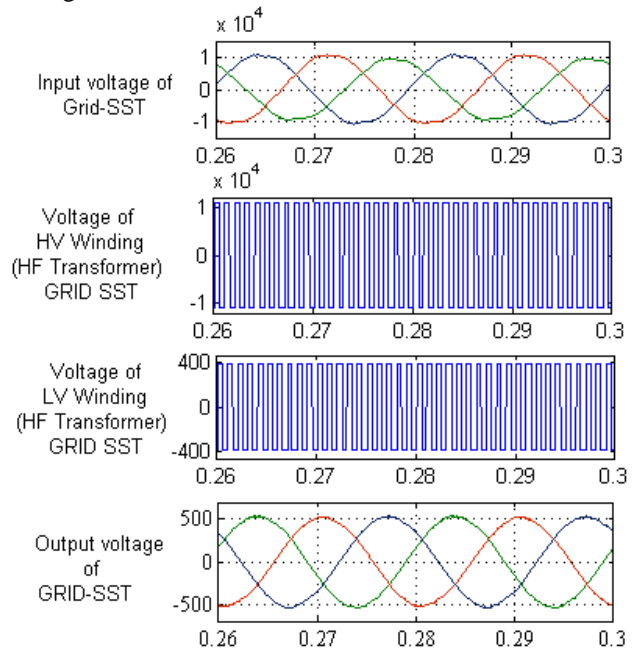 x 10^4
Input voltage of
Grid-SST
1
0
-1
0.26 0.27 0.28 0.29 0.3
x 10^4
Voltage of
HV Winding
(HF Transformer)
GRID SST
1
0
-1
0.26 0.27 0.28 0.29 0.3
Voltage of
LV Winding
(HF Transformer)
GRID SST
400
0
-400
0.26 0.27 0.28 0.29 0.3
Output voltage
of
GRID-SST
500
0
-500
0.26 0.27 0.28 0.29 0.3